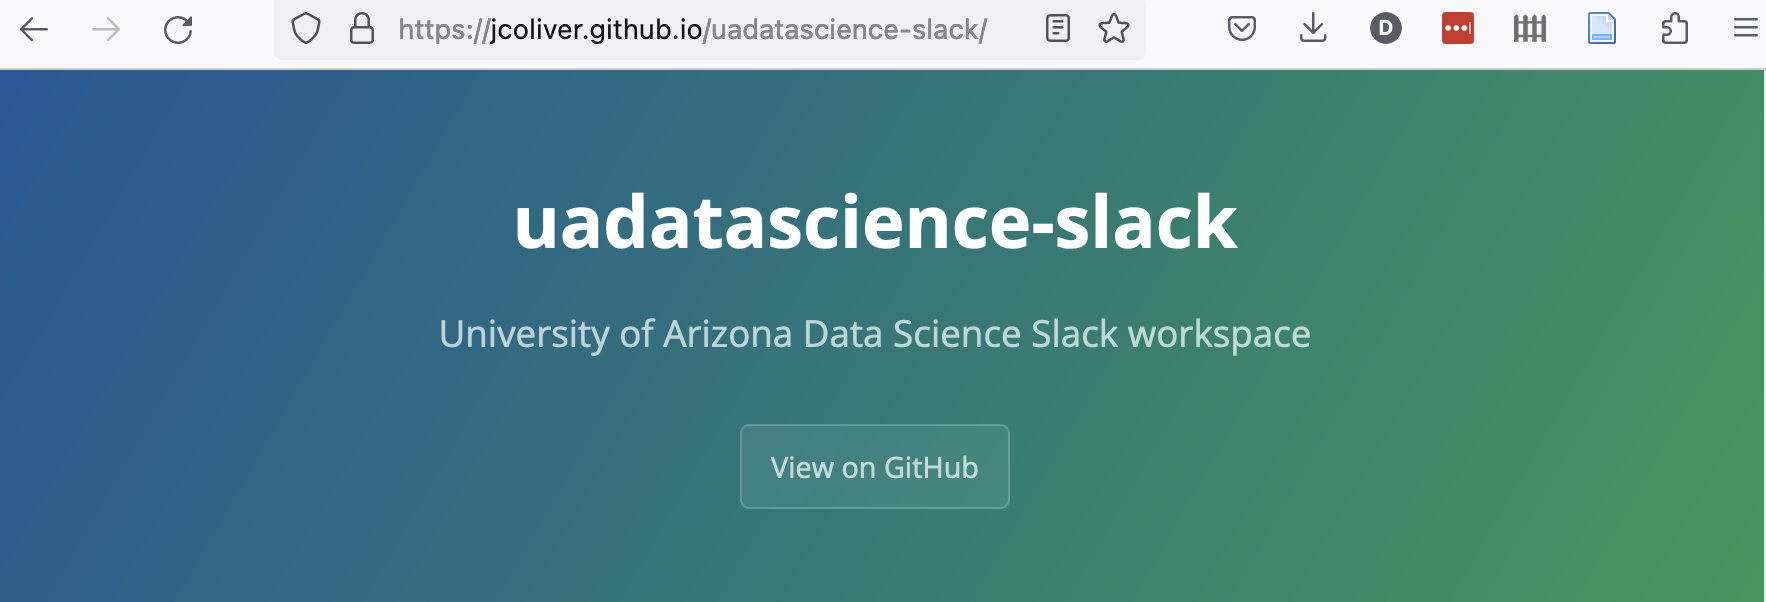 https://jcoliver.github.io/uadatascience-slack/
D
uadatascience-slack
University of Arizona Data Science Slack workspace
View on GitHub